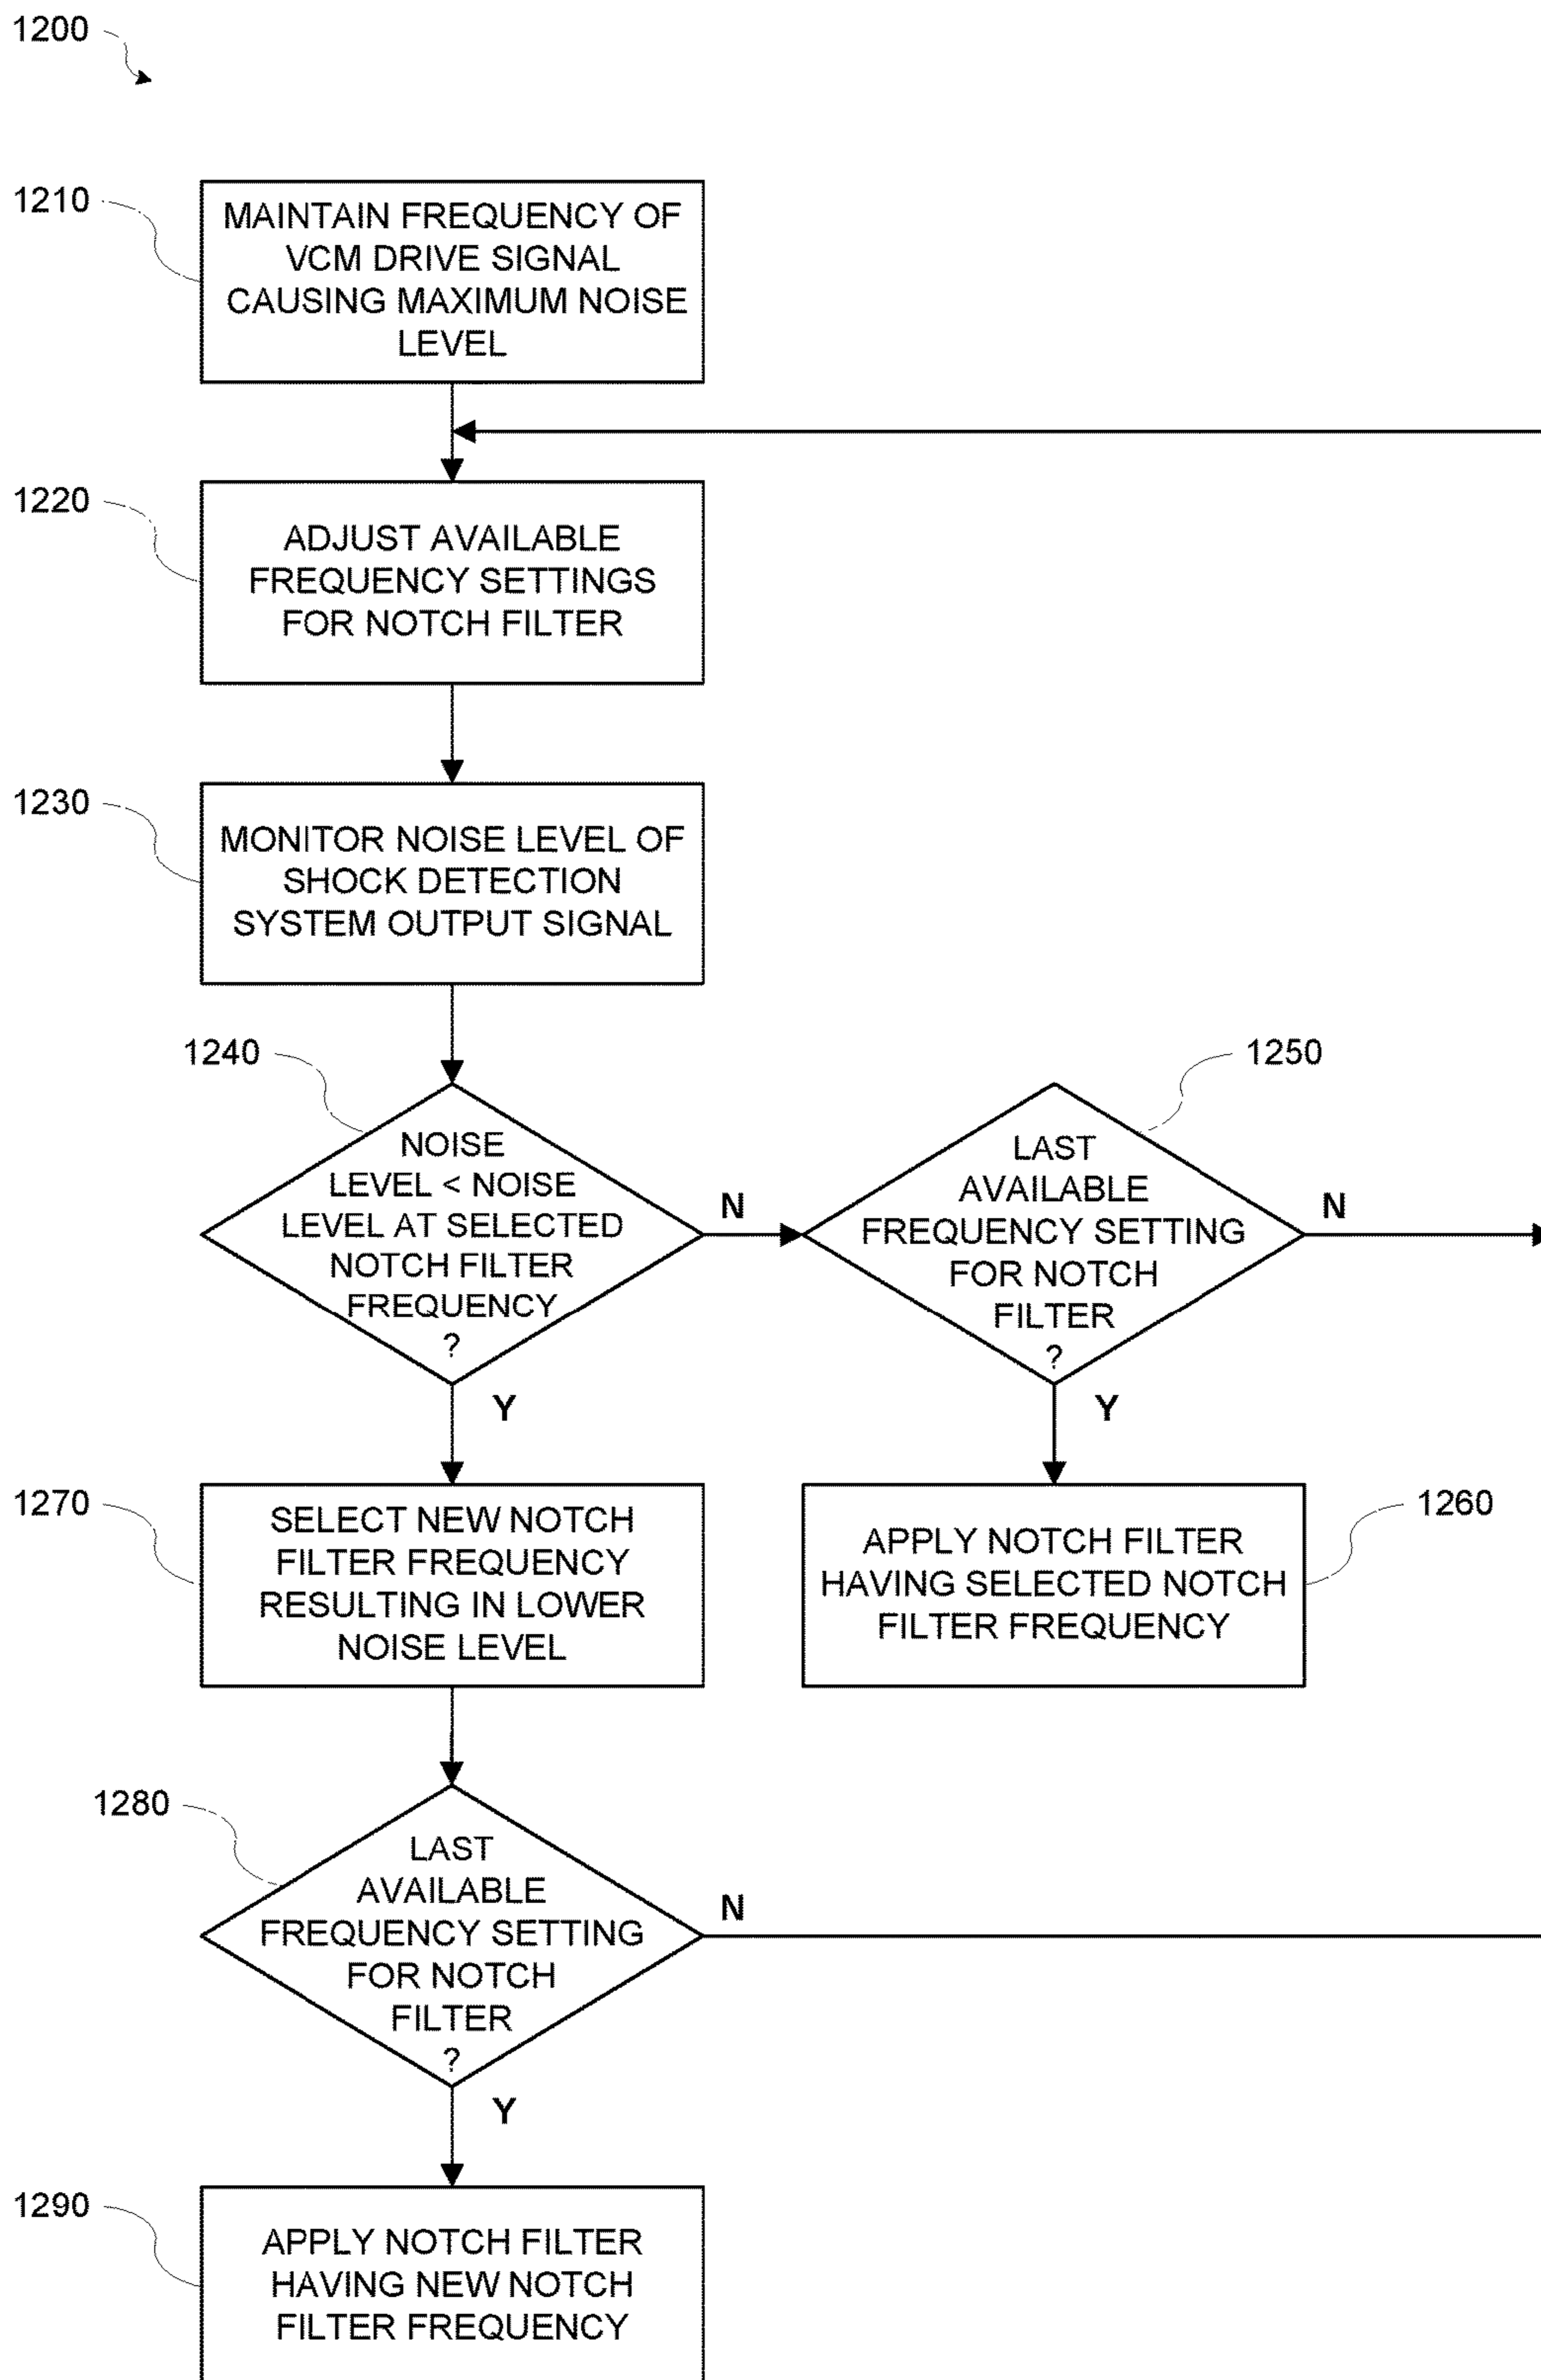 1200
1210
MAINTAIN FREQUENCY OF
VCM DRIVE SIGNAL
CAUSING MAXIMUM NOISE
LEVEL
1220
ADJUST AVAILABLE
FREQUENCY SETTINGS
FOR NOTCH FILTER
1230
MONITOR NOISE LEVEL OF
SHOCK DETECTION
SYSTEM OUTPUT SIGNAL
1240
NOISE
LEVEL < NOISE
LEVEL AT SELECTED
NOTCH FILTER
FREQUENCY
?
N
Y
1250
LAST
AVAILABLE
FREQUENCY SETTING
FOR NOTCH
FILTER
?
N
Y
1270
SELECT NEW NOTCH
FILTER FREQUENCY
RESULTING IN LOWER
NOISE LEVEL
1260
APPLY NOTCH FILTER
HAVING SELECTED NOTCH
FILTER FREQUENCY
1280
LAST
AVAILABLE
FREQUENCY SETTING
FOR NOTCH
FILTER
?
N
Y
1290
APPLY NOTCH FILTER
HAVING NEW NOTCH
FILTER FREQUENCY